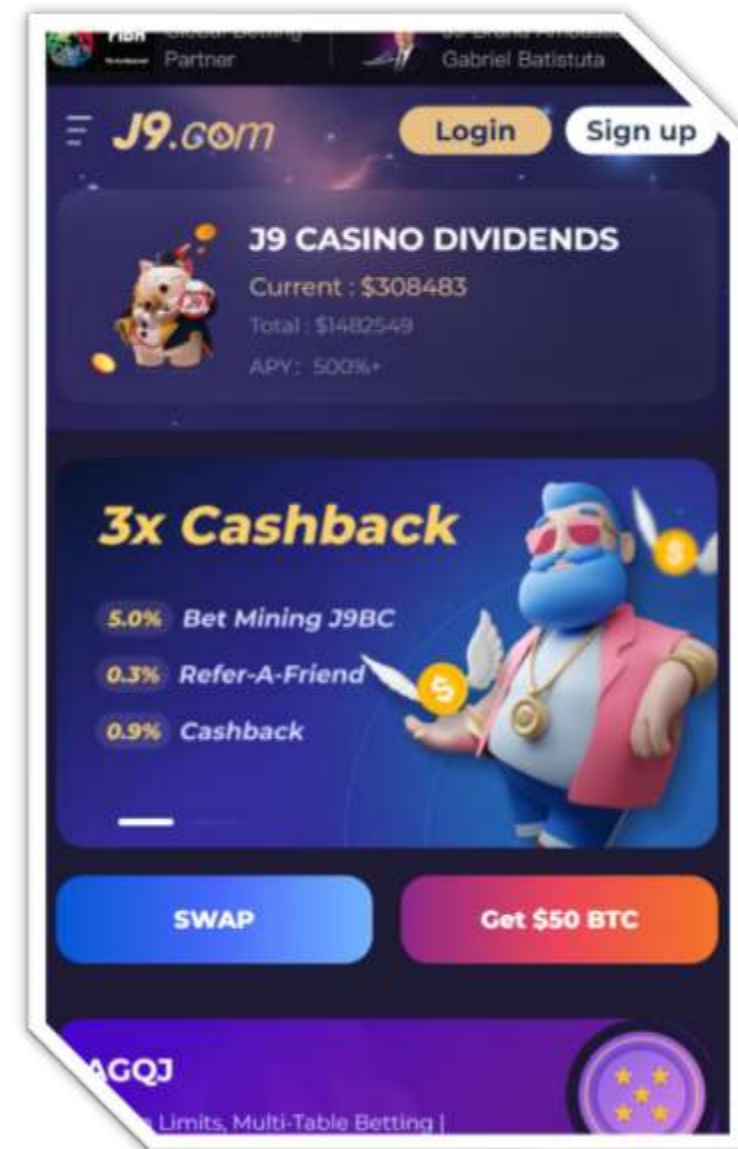 Partner
Gabriel Batistuta
J9.com
Login
Sign up
J9 CASINO DIVIDENDS
Current : $308483
Total : $1482549
APY: 500%+
3x Cashback
5.0% Bet Mining J9BC
0.3% Refer-A-Friend
0.9% Cashback
SWAP
Get $50 BTC
AGQJ
Limits, Multi-Table Betting |